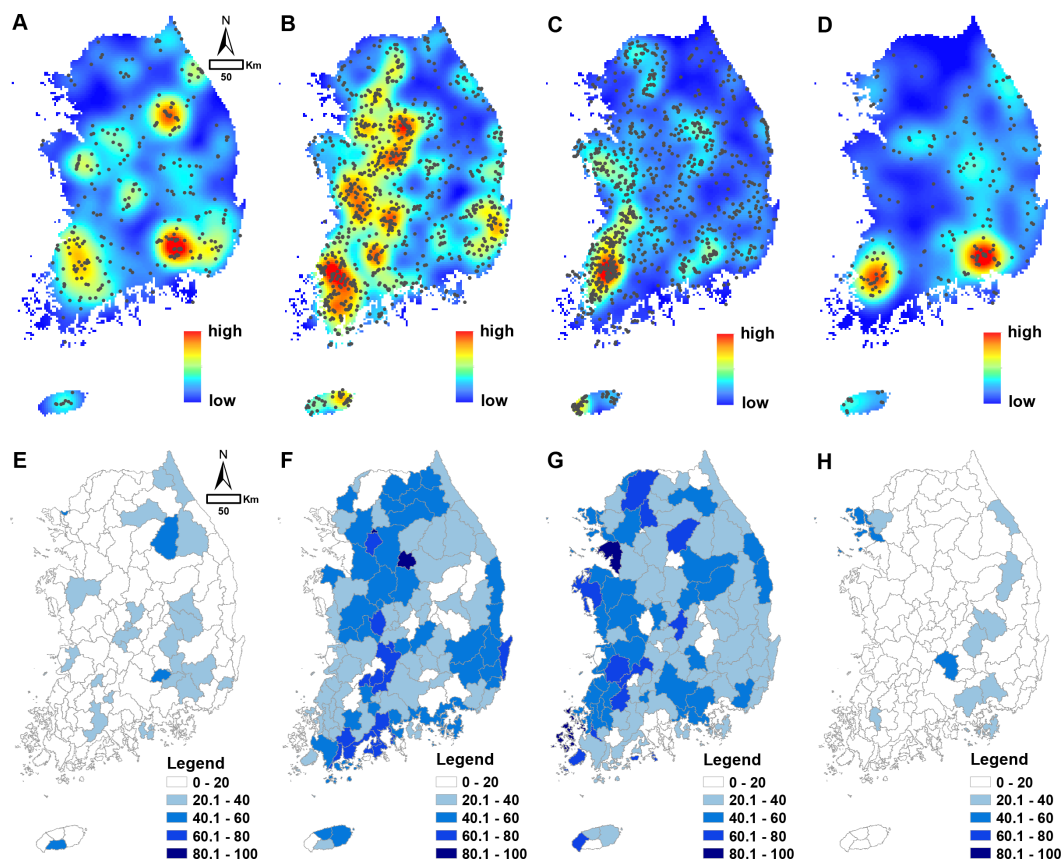 A
N
50 Km
B
C
D
high
low
high
low
high
low
high
low
E
N
50 Km
F
G
H
Legend
0 - 20
20.1 - 40
40.1 - 60
60.1 - 80
80.1 - 100
Legend
0 - 20
20.1 - 40
40.1 - 60
60.1 - 80
80.1 - 100
Legend
0 - 20
20.1 - 40
40.1 - 60
60.1 - 80
80.1 - 100
Legend
0 - 20
20.1 - 40
40.1 - 60
60.1 - 80
80.1 - 100